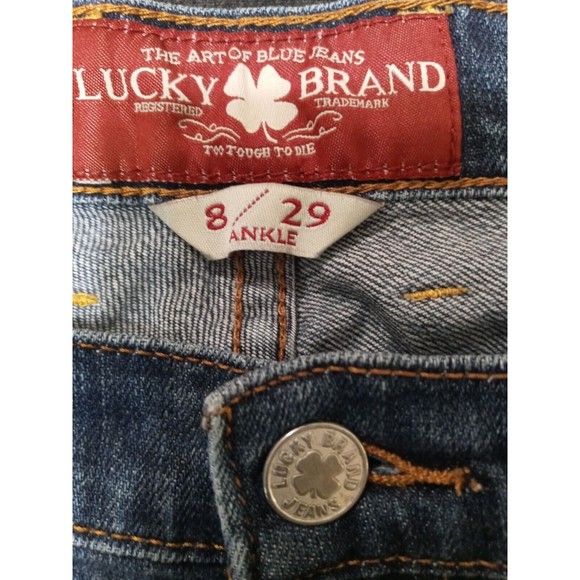 THE ART OF BLUE JEANS
LUCKY BRAND
REGISTERED TRADEMARK
TOO TOUGH TO DIE
8/29
ANKLE
LUCKY BRAND
JEANS